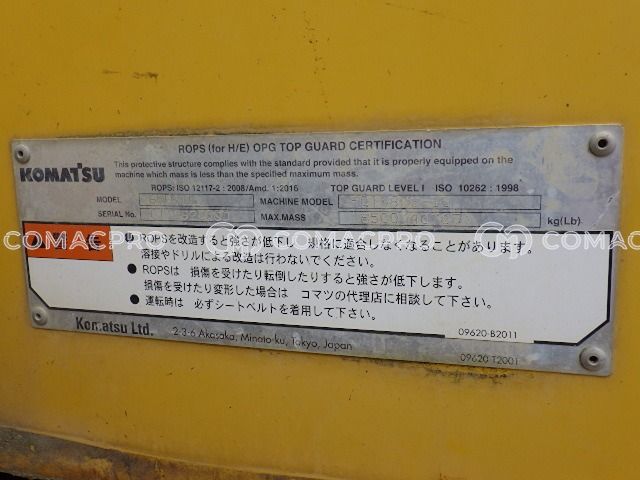 ROPS (for H/E) OPG TOP GUARD CERTIFICATION
KOMATSU
This protective structure complies with the standard provided that it is properly equipped on the
machine which mass is less than the specified maximum mass.
ROPS: ISO 12117-2 : 2008/Amd. 1:2016 TOP GUARD LEVEL I ISO 10262 : 1998
MODEL MACHINE MODEL
SERIAL No. MAX.MASS kg(Lb)
COMACPRO COMACPRO COMACPRO
ROPSを改造すると強さが低下し 規格に適合しなくなることがあります。
溶接やドリルによる改造は行わないでください。
● ROPSは 損傷を受けたり転倒したりすると強さが低下します。
損傷を受けたり変形した場合は コマツの代理店に相談して下さい。
● 運転時は 必ずシートベルトを着用して下さい。
09620-B2011
Komatsu Ltd. 2-3-6 Akasaka, Minato-ku, Tokyo, Japan
09620-T2001